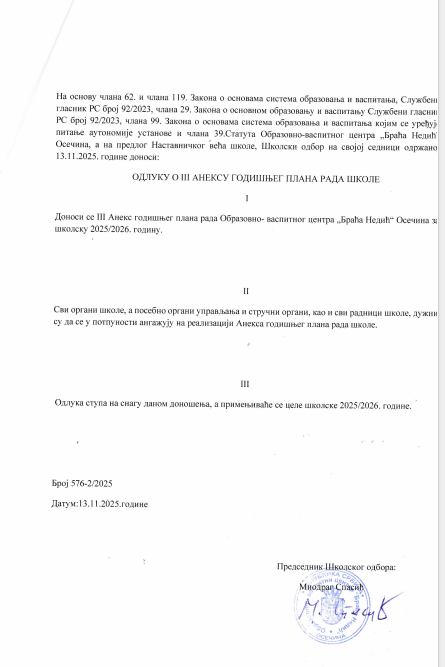 На основу члана 62. и члана 119. Закона о основама система образовања и васпитања, Службени
гласник РС број 92/2023, члана 29. Закона о основном образовању и васпитању Службени гласни
РС број 92/2023, члана 99. Закона о основама система образовања и васпитања којим се уређује
питање аутономије установе и члана 39.Статута Образовно-васпитног центра „Браћа Недић“
Осечина, а на предлог Наставничког већа школе, Школски одбор на својој седници одржано
13.11.2025. године доноси:
ОДЛУКУ О III АНЕКСУ ГОДИШЊЕГ ПЛАНА РАДА ШКОЛЕ
I
Доноси се III Анекс годишњег плана рада Образовно- васпитног центра „Браћа Недић“ Осечина за
школску 2025/2026. годину.
II
Сви органи школе, а посебно органи управљања и стручни органи, као и сви радници школе, дужни
су да се у потпуности ангажују на реализацији Анекса годишњег плана рада школе.
III
Одлука ступа на снагу даном доношења, а примењиваће се целе школске 2025/2026. године.
Број 576-2/2025
Датум:13.11.2025.године
Председник Школског одбора:
Миодраг Спасић
ОСЕЧИНА